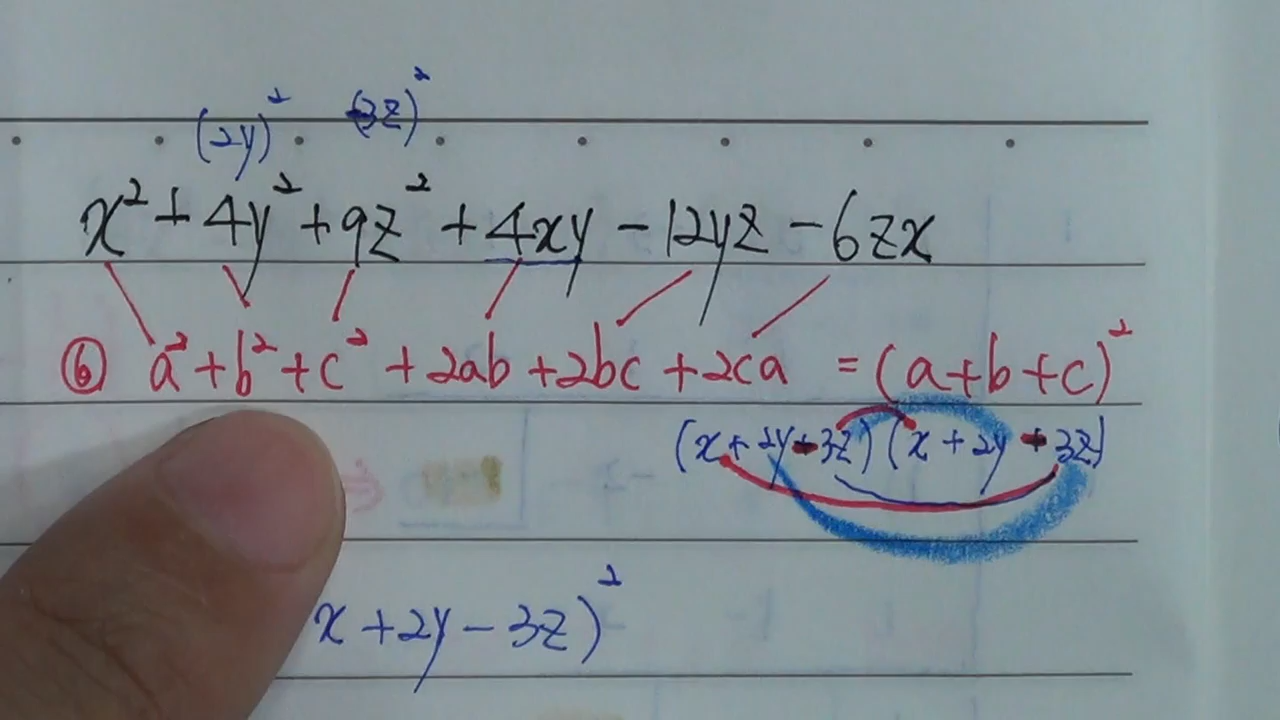 (2y)² (-3z)²
x² + 4y² + 9z² + 4xy - 12yz - 6zx
⑥ a² + b² + c² + 2ab + 2bc + 2ca = (a+b+c)²
(x + 2y - 3z)(x + 2y - 3z)
x + 2y - 3z)²